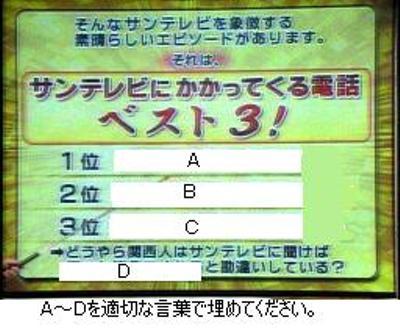 そんなサンテレビを象徴する
素晴らしいエピソードがあります。
それは、
サンテレビにかかってくる電話
ベスト3!
1位 A
2位 B
3位 C
➡どうやら関西人はサンテレビに聞けば
D と勘違いしている?
A~Dを適切な言葉で埋めてください。